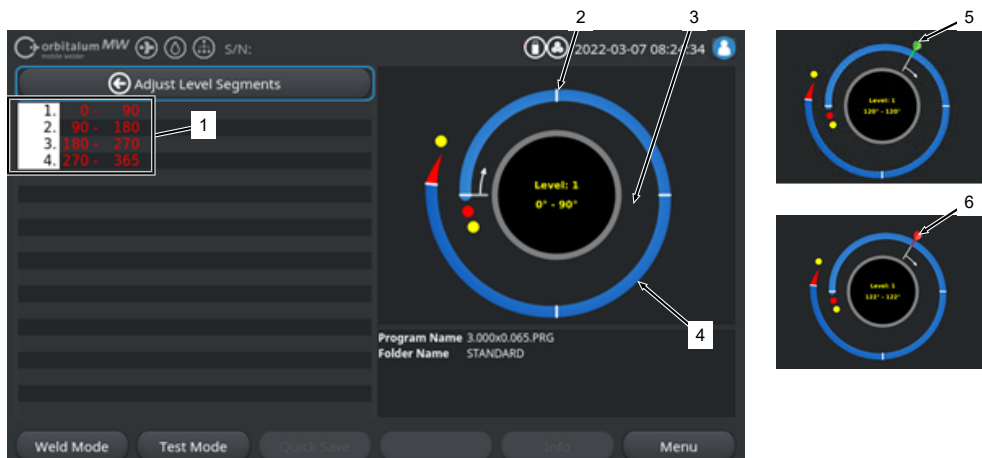 2
3
5
orbitalum MW
mobile welder
S/N:
2022-03-07 08:24:34
Adjust Level Segments
1. 0 - 90
2. 90 - 180
3. 180 - 270
4. 270 - 365
1
Level: 1
0° - 90°
Level: 1
120° - 120°
6
Level: 1
122° - 122°
4
Program Name 3.000x0.065.PRG
Folder Name STANDARD
Weld Mode
Test Mode
Quick Save
Info
Menu